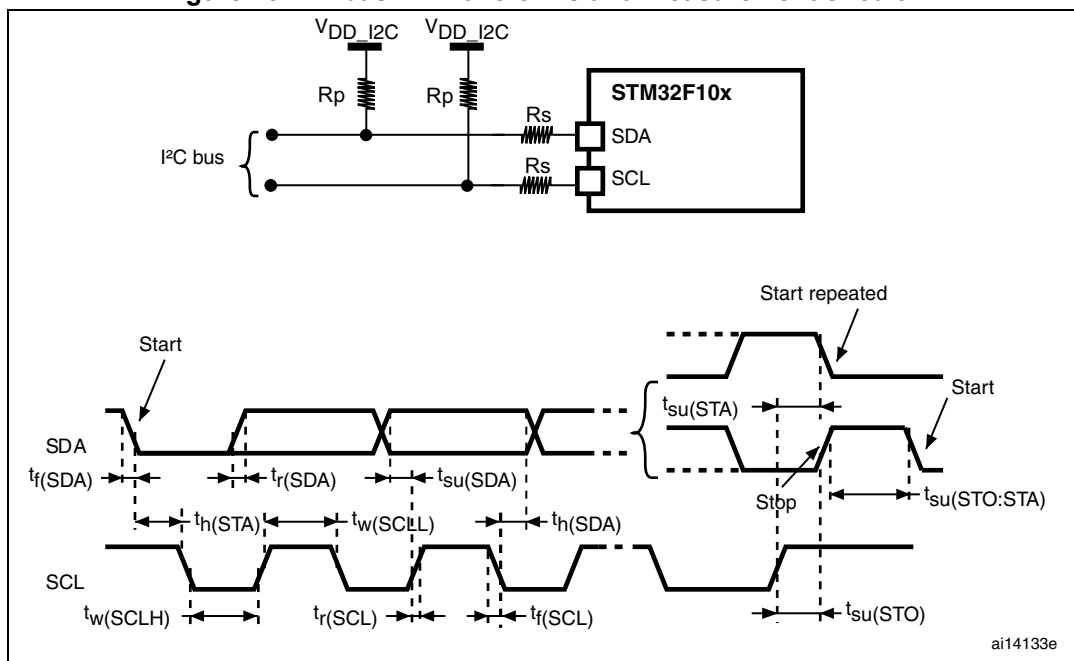 VDD_I2C VDD_I2C
STM32F10x
Rp Rp Rs
SDA
I²C bus
Rs
SCL
Start repeated
Start
Start
tsu(STA)
SDA
tf(SDA) tr(SDA) tsu(SDA)
Stop
tsu(STO:STA)
th(STA) tw(SCLL) th(SDA)
SCL
tw(SCLH) tr(SCL) tf(SCL) tsu(STO)
ai14133e